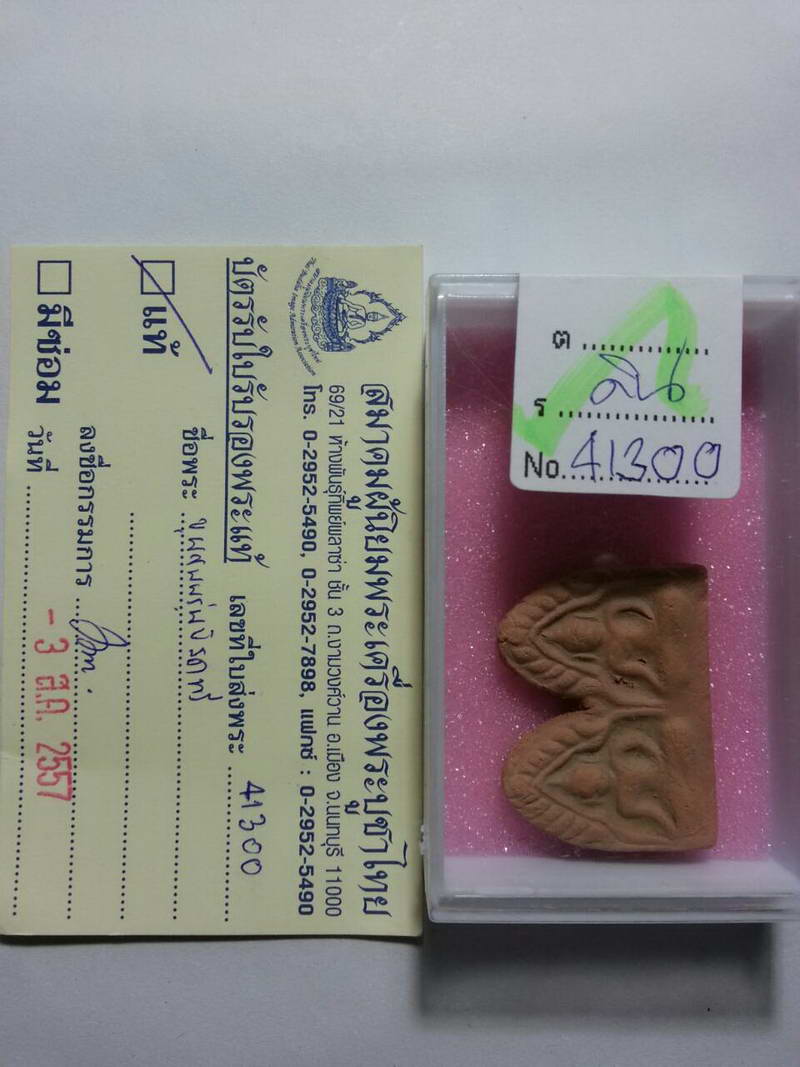 สมาคมผู้นิยมพระเครื่องพระบูชาไทย
69/21 ห้างพันธุ์ทิพย์พลาซ่า ชั้น 3 ถ.งามวงศ์วาน อ.เมือง จ.นนทบุรี 11000
โทร. 0-2952-5490, 0-2952-7898, แฟกซ์ : 0-2952-5490
บัตรรับใบรับรองพระแท้ เลขที่ใบส่งพระ ....41300
ชื่อพระ
แท้
ลงชื่อกรรมการ
มีซ่อม วันที่ - 3 ส.ค. 2557
ต
ร ดิน
No. 41300